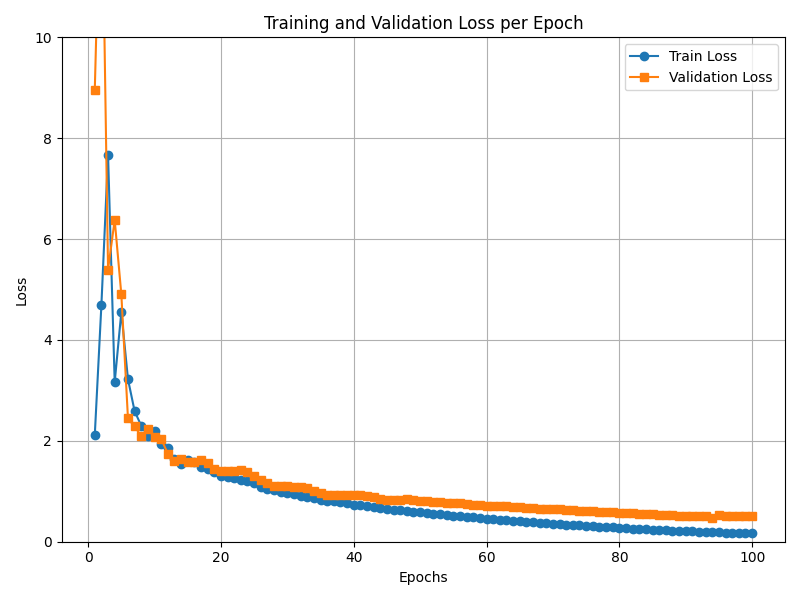 Training and Validation Loss per Epoch
Train Loss
Validation Loss
10
8
6
4
2
0
Loss
0 20 40 60 80 100
Epochs